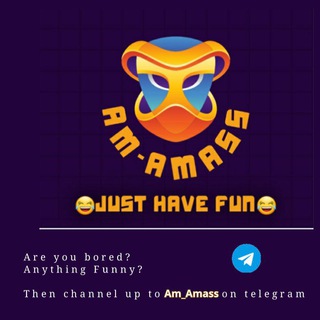 AM-AMASS
😆JUST HAVE FUN😆
Are you bored?
Anything Funny?
Then channel up to Am_Amass on telegram